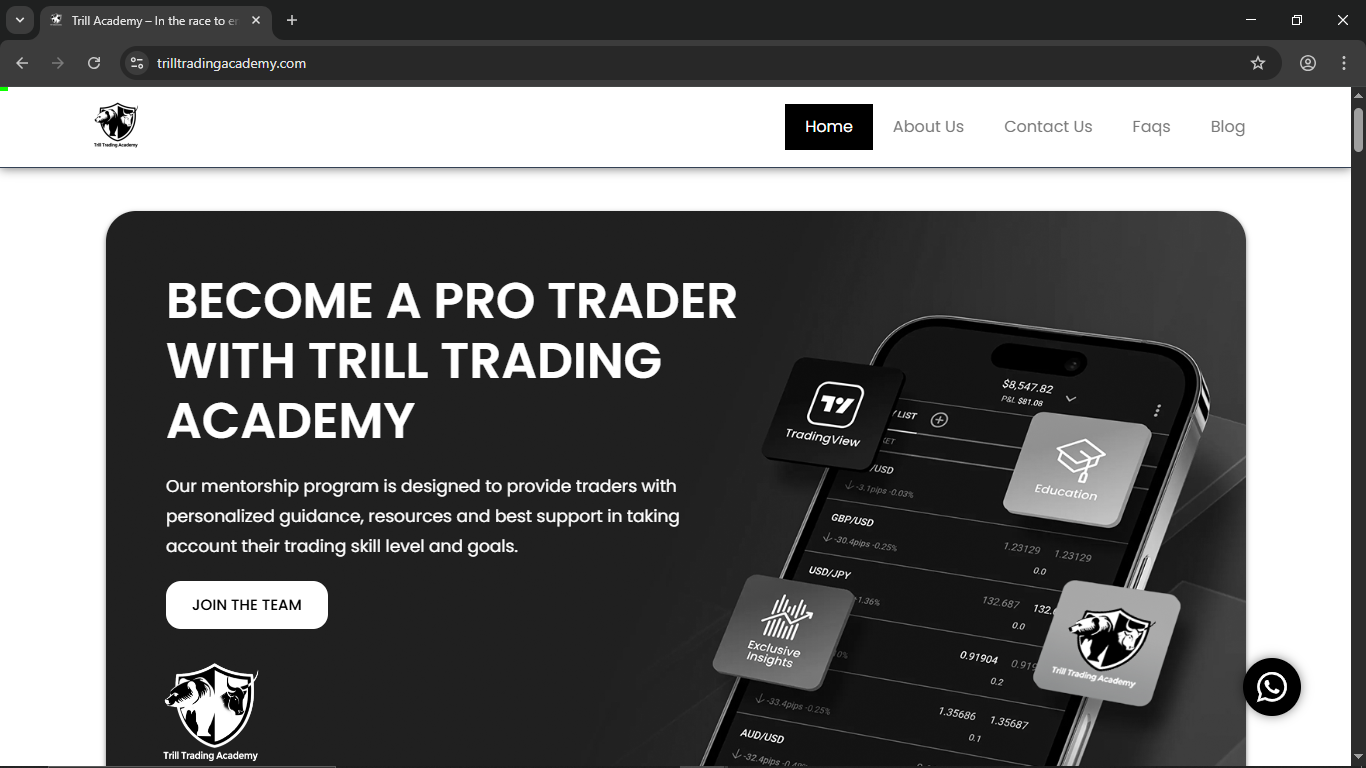 Trill Academy – In the race to er
trilltradingacademy.com
Trill Trading Academy
Home
About Us
Contact Us
Faqs
Blog
BECOME A PRO TRADER
WITH TRILL TRADING
ACADEMY
Our mentorship program is designed to provide traders with
personalized guidance, resources and best support in taking
account their trading skill level and goals.
JOIN THE TEAM
Trill Trading Academy
$8,547.82
P&L $81.08
LIST
TradingView
Education
/USD
-3.1pips -0.03%
GBP/USD
-30.4pips -0.25%
1.23129 1.23129
0.0
USD/JPY
1.36%
132.687 132.
0.0
Exclusive
Insights
0.91904 0.919
0.2
Trill Trading Academy
-33.4pips -0.25%
1.35686 1.35687
0.1
AUD/USD